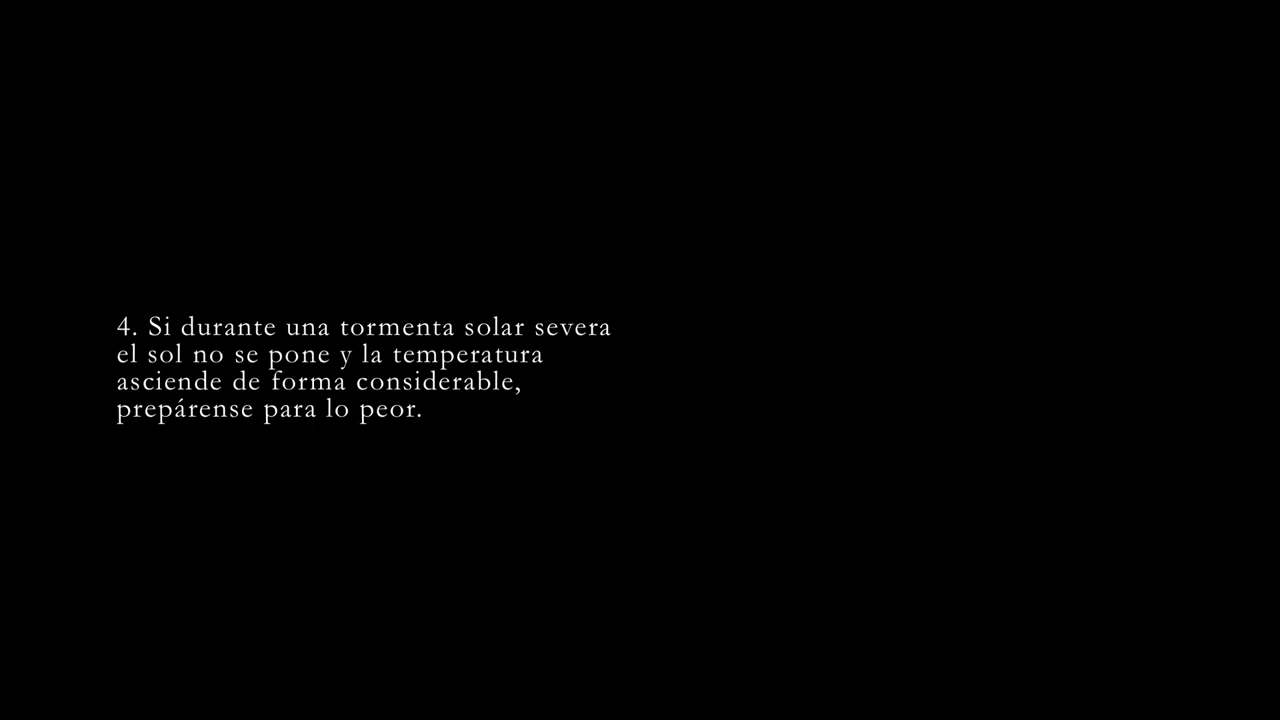 4. Si durante una tormenta solar severa
el sol no se pone y la temperatura
asciende de forma considerable,
prepárense para lo peor.